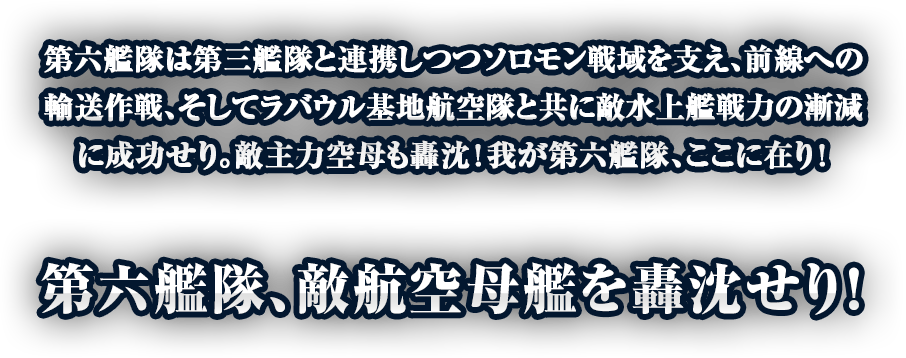 第六艦隊は第三艦隊と連携しつつソロモン戦域を支え、前線への
輸送作戦、そしてラバウル基地航空隊と共に敵水上艦戦力の漸減
に成功せり。敵主力空母も轟沈！我が第六艦隊、ここに在り！
第六艦隊、敵航空母艦を轟沈せり！